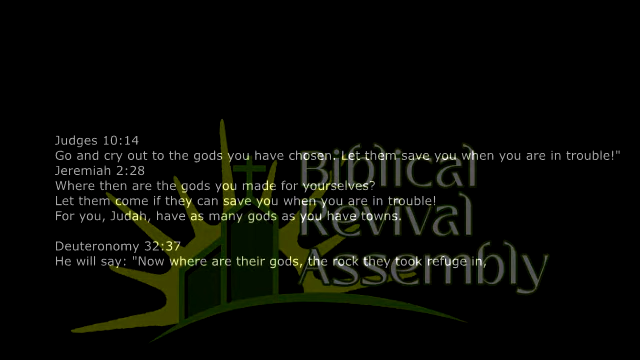 Judges 10:14
Go and cry out to the gods you have chosen. Let them save you when you are in trouble!"
Jeremiah 2:28
Where then are the gods you made for yourselves?
Let them come if they can save you when you are in trouble!
For you, Judah, have as many gods as you have towns.
Deuteronomy 32:37
He will say: "Now where are their gods, the rock they took refuge in,
Biblical
Revival
Assembly